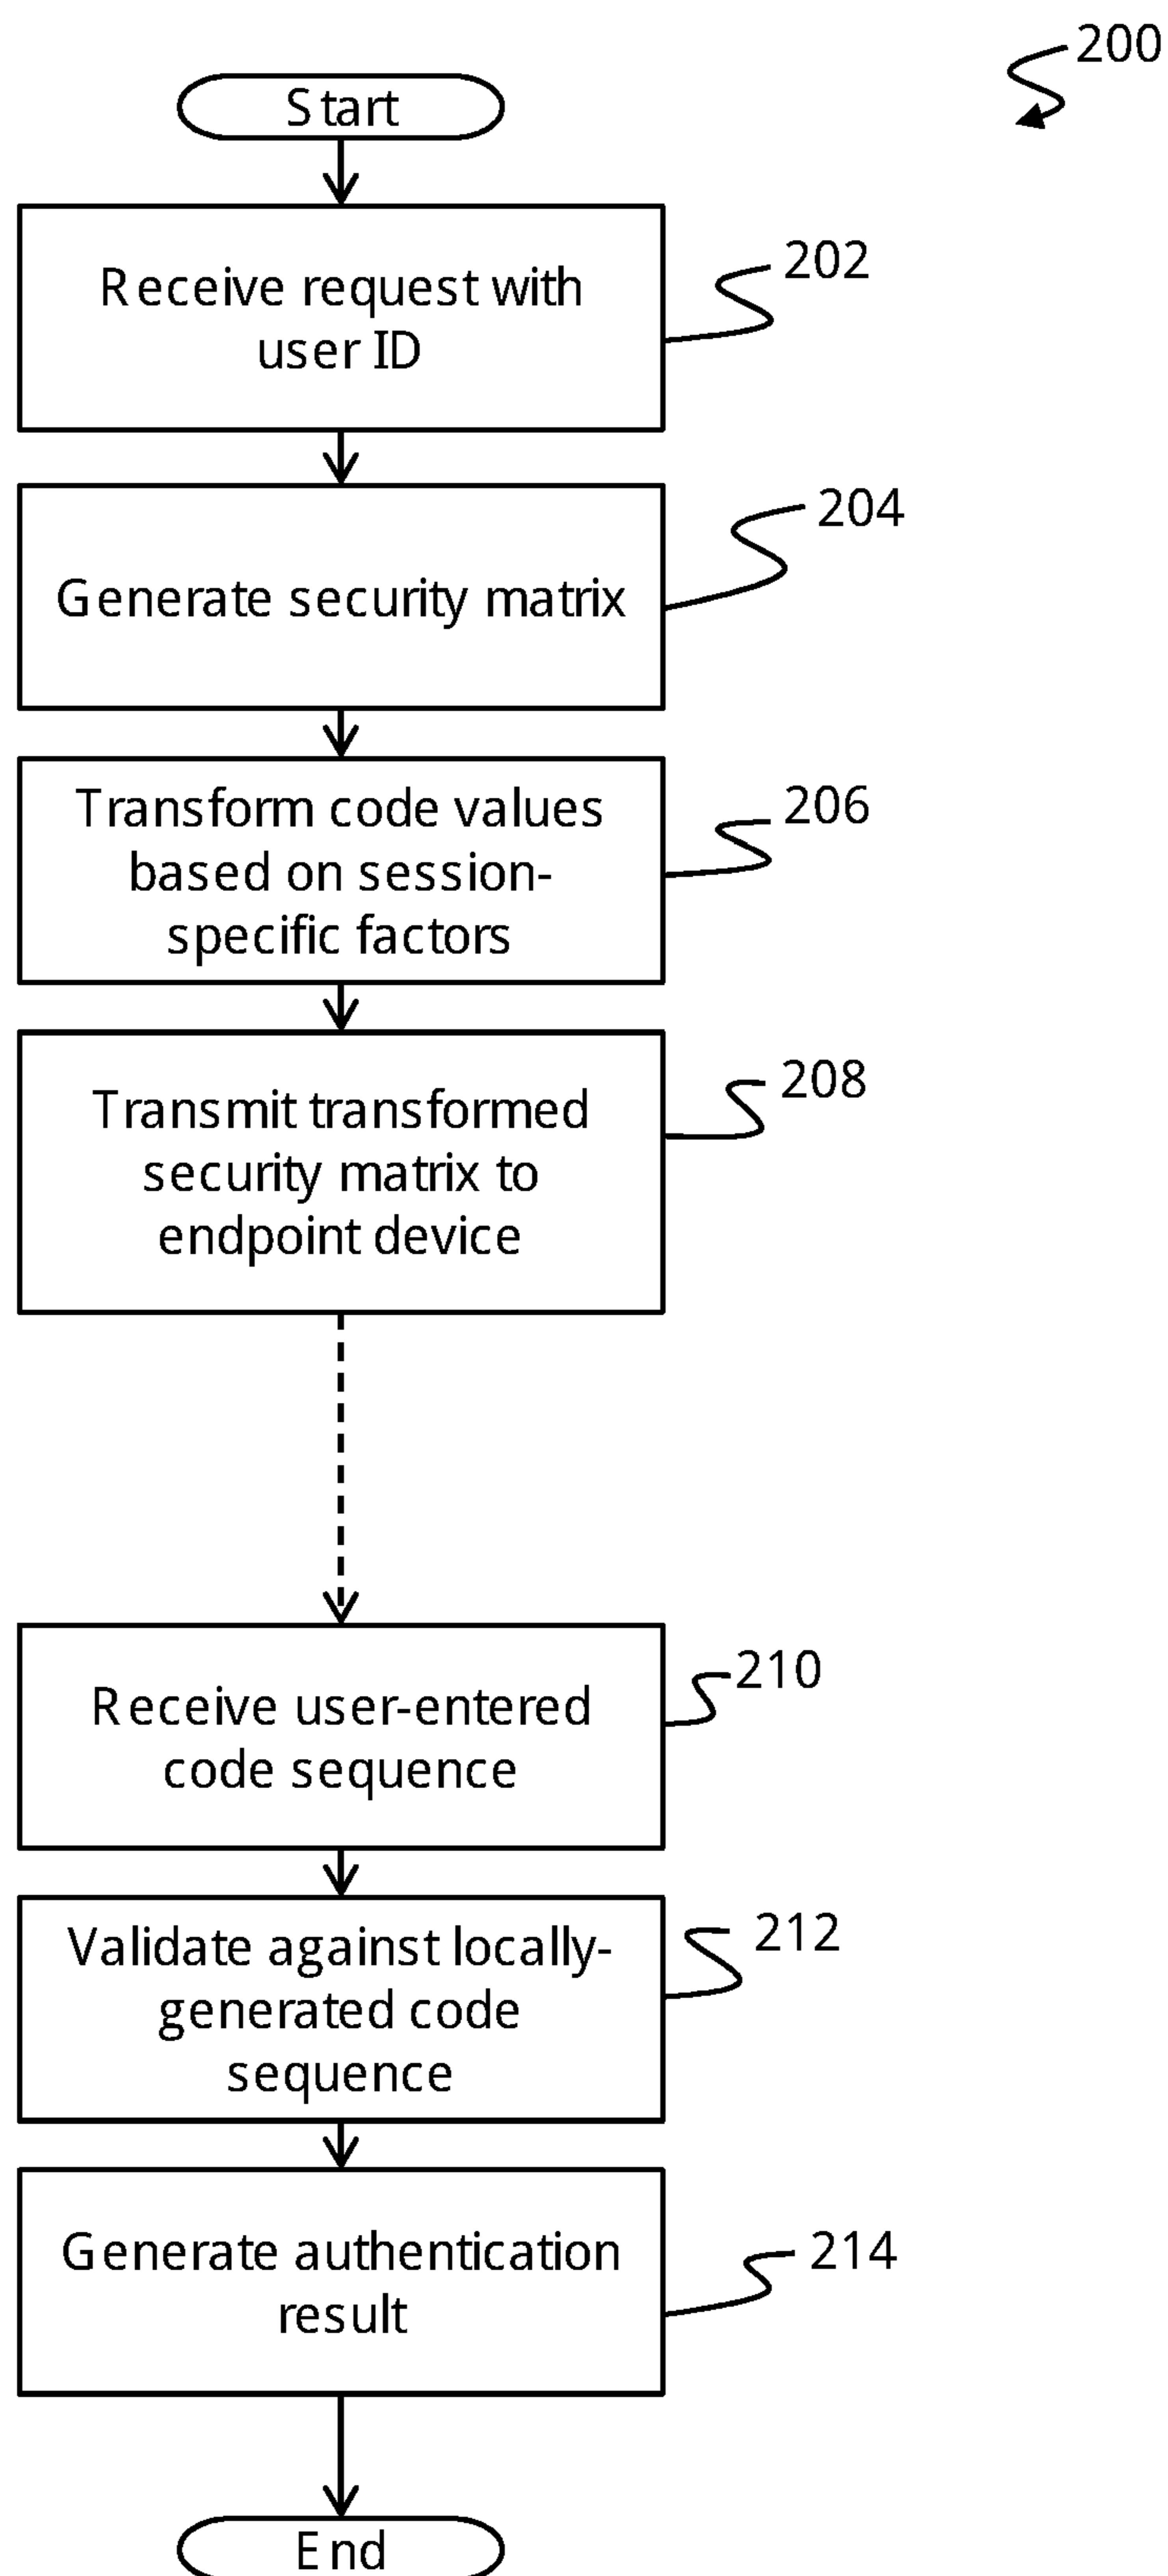 200
Start
202
Receive request with
user ID
204
Generate security matrix
206
Transform code values
based on session-
specific factors
208
Transmit transformed
security matrix to
endpoint device
210
Receive user-entered
code sequence
212
Validate against locally-
generated code
sequence
214
Generate authentication
result
End